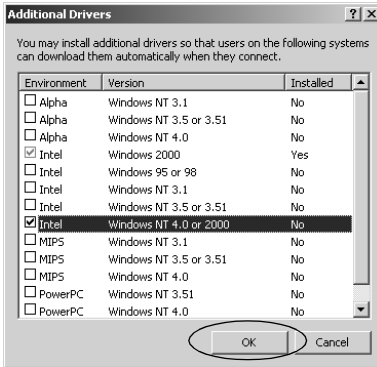 Additional Drivers
You may install additional drivers so that users on the following systems
can download them automatically when they connect.
Environment Version Installed
Alpha Windows NT 3.1 No
Alpha Windows NT 3.5 or 3.51 No
Alpha Windows NT 4.0 No
Intel Windows 2000 Yes
Intel Windows 95 or 98 No
Intel Windows NT 3.1 No
Intel Windows NT 3.5 or 3.51 No
Intel Windows NT 4.0 or 2000 No
MIPS Windows NT 3.1 No
MIPS Windows NT 3.5 or 3.51 No
MIPS Windows NT 4.0 No
PowerPC Windows NT 3.51 No
PowerPC Windows NT 4.0 No
OK Cancel